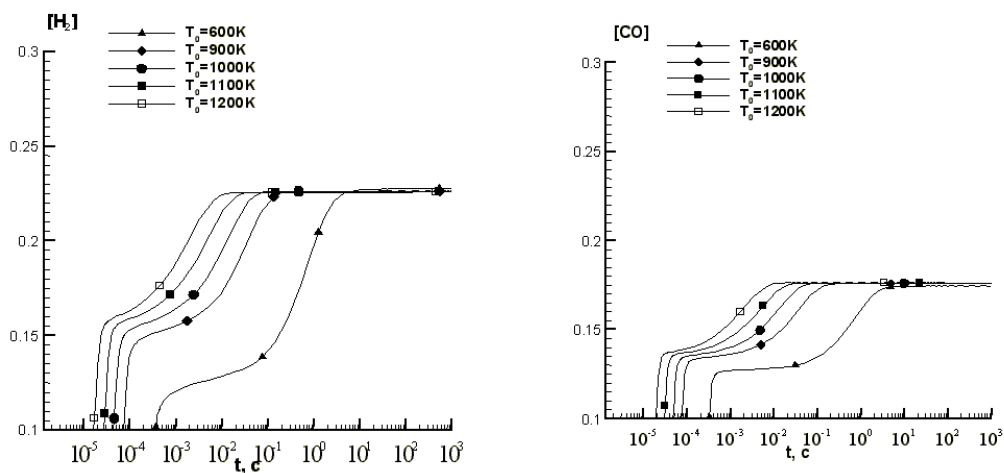 [H₂]
T₀=600K
T₀=900K
T₀=1000K
T₀=1100K
T₀=1200K
0.3
0.25
0.2
0.15
0.1
10⁻⁵ 10⁻⁴ 10⁻³ 10⁻² 10⁻¹ 10⁰ 10¹ 10² 10³
t, c
[CO]
T₀=600K
T₀=900K
T₀=1000K
T₀=1100K
T₀=1200K
0.3
0.25
0.2
0.15
0.1
10⁻⁵ 10⁻⁴ 10⁻³ 10⁻² 10⁻¹ 10⁰ 10¹ 10² 10³
t, c